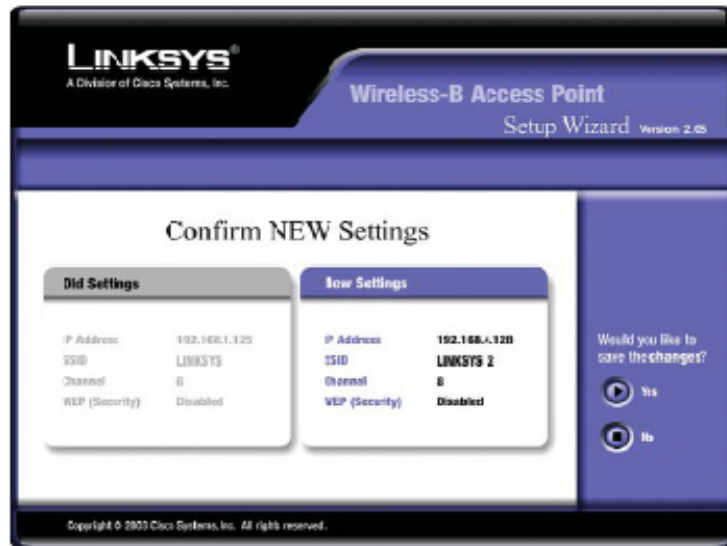 LINKSYS®
A Division of Cisco Systems, Inc.
Wireless-B Access Point
Setup Wizard Version 2.05
Confirm NEW Settings
Old Settings
IP Address 192.168.1.125
SSID LINKSYS
Channel 6
WEP (Security) Disabled
New Settings
IP Address
SSID LINKSYS 2
Channel 6
WEP (Security) Disabled
Would you like to
save the changes?
Yes
No
Copyright © 2003 Cisco Systems, Inc. All rights reserved.